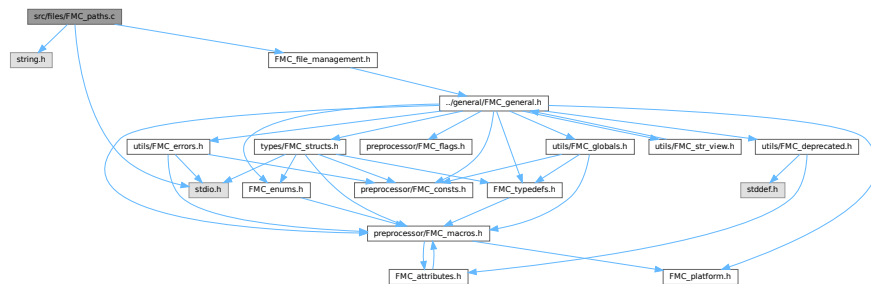 src/files/FMC_paths.c
string.h
FMC_file_management.h
../general/FMC_general.h
utils/FMC_errors.h
types/FMC_structs.h
preprocessor/FMC_flags.h
utils/FMC_globals.h
utils/FMC_str_view.h
utils/FMC_deprecated.h
stdio.h
FMC_enums.h
preprocessor/FMC_consts.h
FMC_typedefs.h
stddef.h
preprocessor/FMC_macros.h
FMC_attributes.h
FMC_platform.h